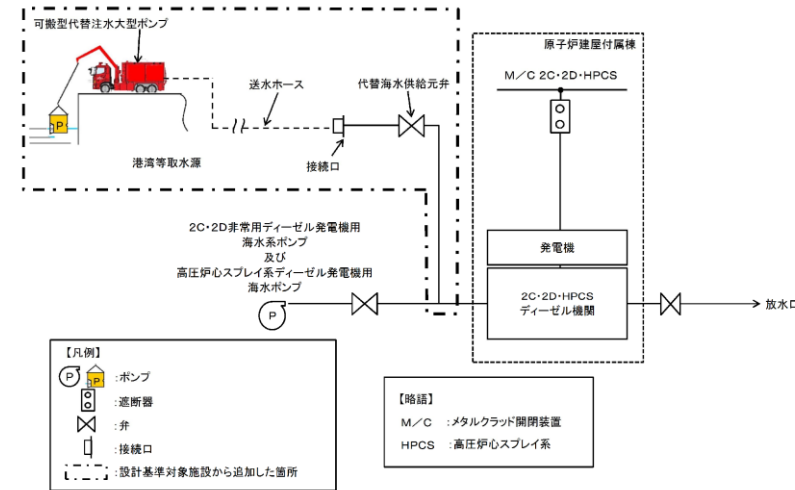 可搬型代替注水大型ポンプ
原子炉建屋付属棟
M/C 2C・2D・HPCS
送水ホース
代替海水供給元弁
P
港湾等取水源
接続口
2C・2D非常用ディーゼル発電機用
海水系ポンプ
及び
高圧炉心スプレイ系ディーゼル発電機用
海水ポンプ
P
発電機
2C・2D・HPCS
ディーゼル機関
放水口
【凡例】
P P :ポンプ
:遮断器
:弁
:接続口
:設計基準対象施設から追加した箇所
【略語】
M/C :メタルクラッド開閉装置
HPCS :高圧炉心スプレイ系